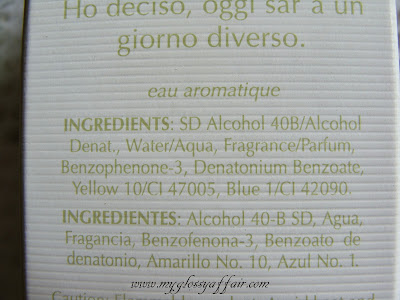 Ho deciso, oggi sar à un
giorno diverso.
eau aromatique
INGREDIENTS: SD Alcohol 40B/Alcohol
Denat., Water/Aqua, Fragrance/Parfum,
Benzophenone-3, Denatonium Benzoate,
Yellow 10/CI 47005, Blue 1/CI 42090.
INGREDIENTES: Alcohol 40-B SD, Agua,
Fragancia, Benzofenona-3, Benzoato de
denatonio, Amarillo No. 10, Azul No. 1.
www.myglossyaffair.com
Caution: